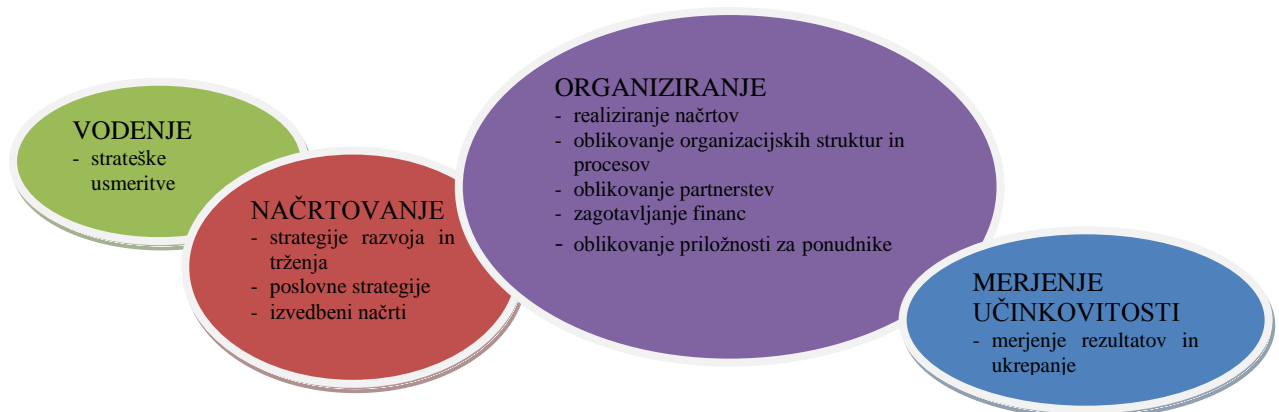 VODENJE
- strateške
usmeritve
NAČRTOVANJE
- strategije razvoja in
trženja
- poslovne strategije
- izvedbeni načrti
ORGANIZIRANJE
- realiziranje načrtov
- oblikovanje organizacijskih struktur in
procesov
- oblikovanje partnerstev
- zagotavljanje financ
- oblikovanje priložnosti za ponudnike
MERJENJE
UČINKOVITOSTI
- merjenje rezultatov in
ukrepanje